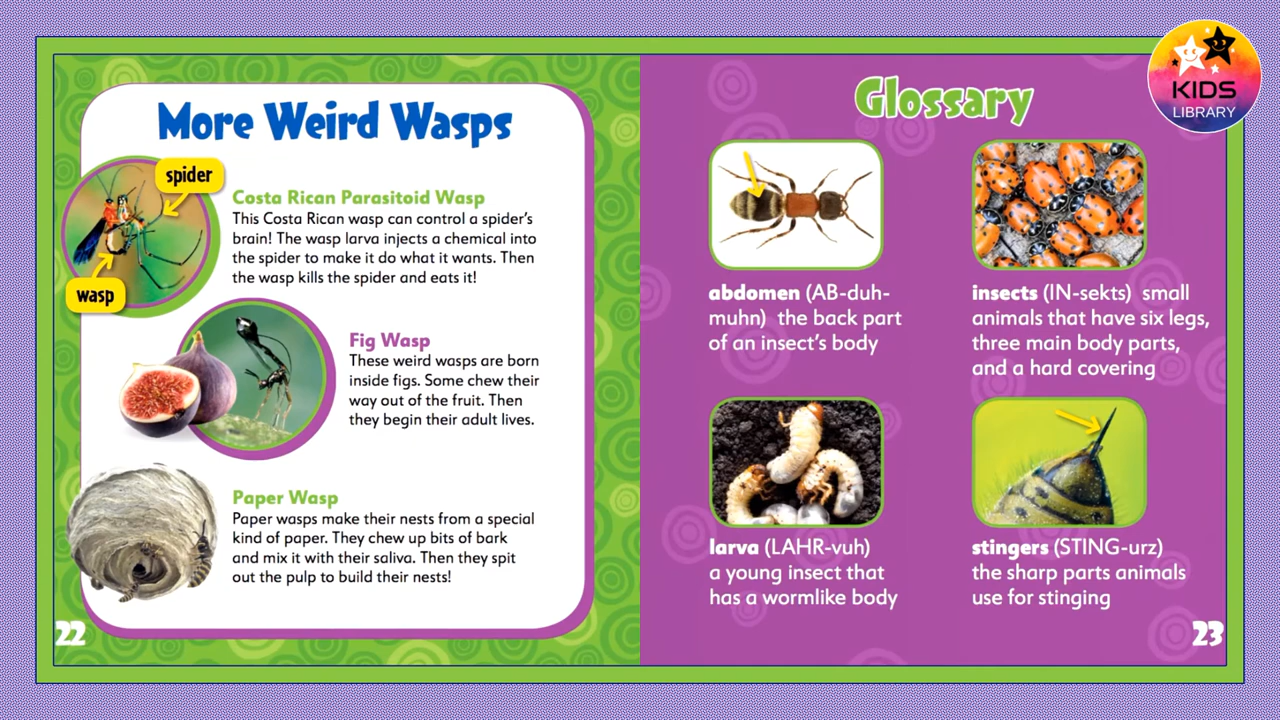 More Weird Wasps
spider
wasp
Costa Rican Parasitoid Wasp
This Costa Rican wasp can control a spider's
brain! The wasp larva injects a chemical into
the spider to make it do what it wants. Then
the wasp kills the spider and eats it!
Fig Wasp
These weird wasps are born
inside figs. Some chew their
way out of the fruit. Then
they begin their adult lives.
Paper Wasp
Paper wasps make their nests from a special
kind of paper. They chew up bits of bark
and mix it with their saliva. Then they spit
out the pulp to build their nests!
22
Glossary
abdomen (AB-duh-
muhn) the back part
of an insect's body
insects (IN-sekts) small
animals that have six legs,
three main body parts,
and a hard covering
larva (LAHR-vuh)
a young insect that
has a wormlike body
stingers (STING-urz)
the sharp parts animals
use for stinging
23
KIDS
LIBRARY